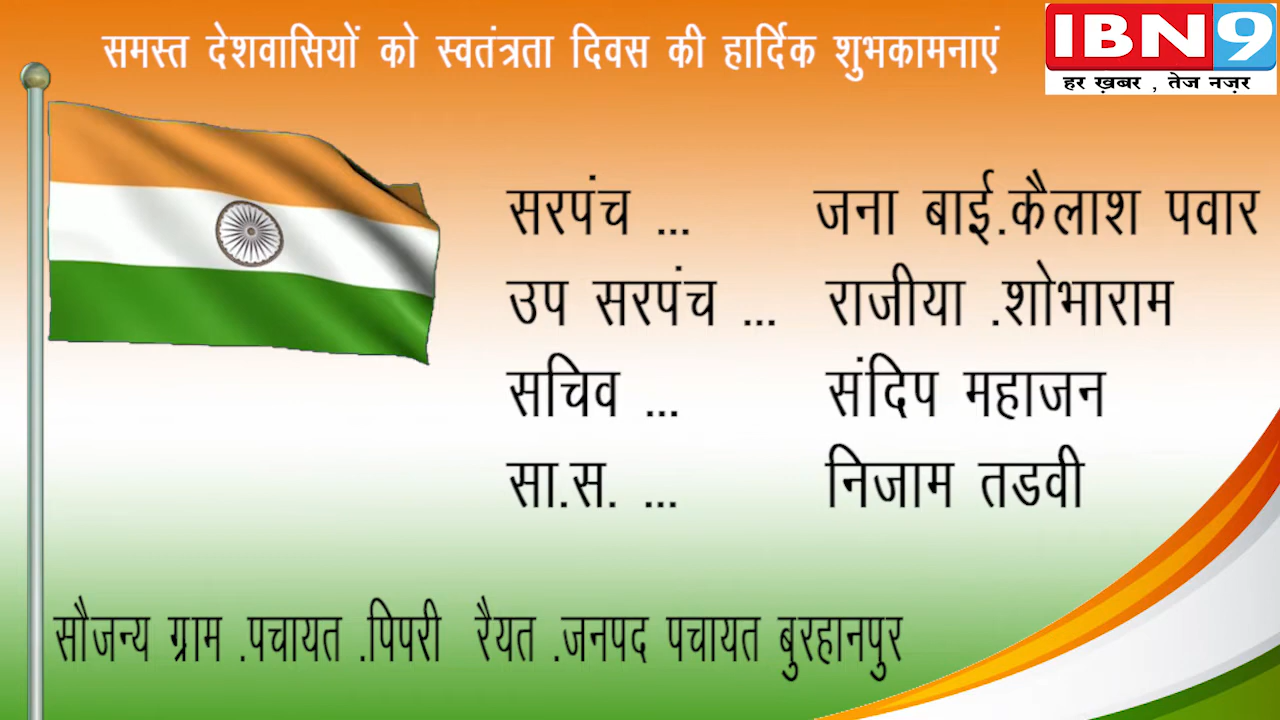 समस्त देशवासियों को स्वतंत्रता दिवस की हार्दिक शुभकामनाएं
IBN9
हर ख़बर , तेज नज़र
सरपंच ... जना बाई.कैलाश पवार
उप सरपंच ... राजीया .शोभाराम
सचिव ... संदिप महाजन
सा.स. ... निजाम तडवी
सौजन्य ग्राम .पचायत .पिपरी रैयत .जनपद पचायत बुरहानपुर